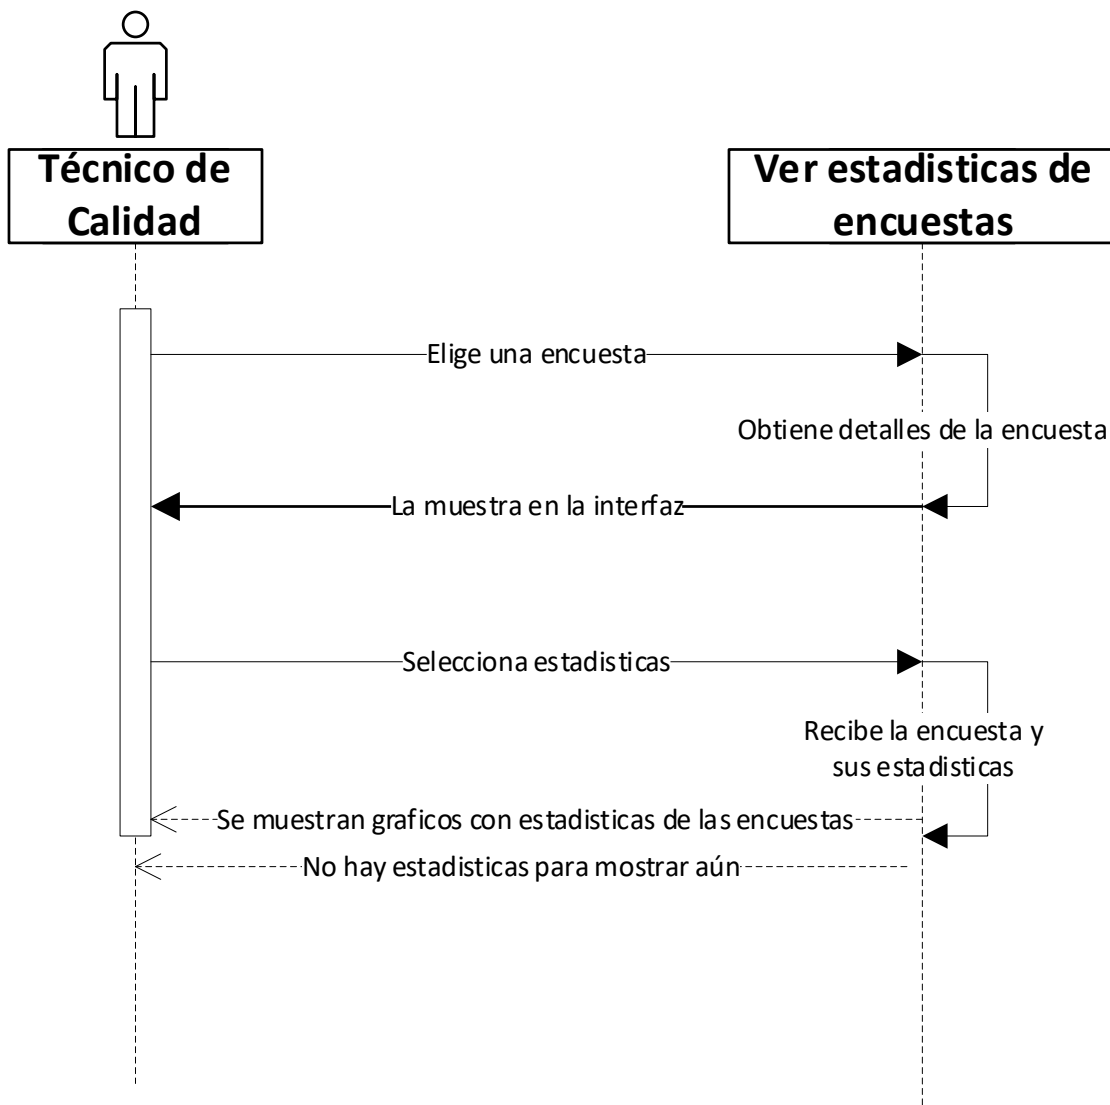 Técnico de
Calidad
Ver estadisticas de
encuestas
Elige una encuesta
Obtiene detalles de la encuesta
La muestra en la interfaz
Selecciona estadisticas
Recibe la encuesta y
sus estadisticas
Se muestran graficos con estadisticas de las encuestas
No hay estadisticas para mostrar aún